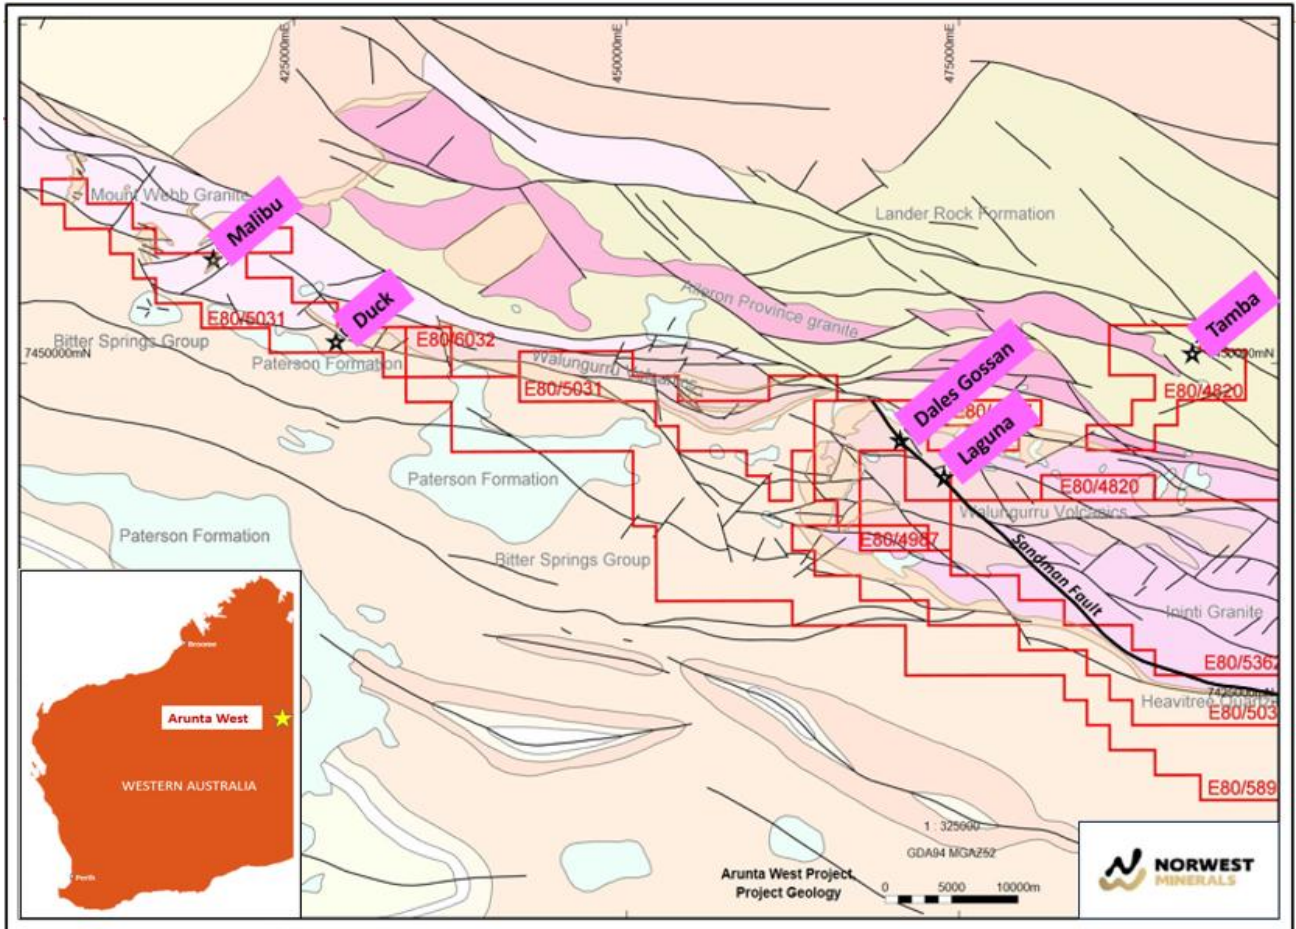 425000mE
450000mE
475000mE
Mount Webb Granite
Malibu
Lander Rock Formation
Aileron Province granite
Duck
Tamba
E80/5031
Bitter Springs Group
E80/6032
7450000mN
Paterson Formation
Walungurru Volcanics
E80/5031
Dales Gossan
E80/4820
Laguna
Paterson Formation
E80/4820
Walungurru Volcanics
Paterson Formation
E80/4987
Sandman Fault
Bitter Springs Group
Ininti Granite
E80/5362
7425000mN
Heavitree
E80/503
E80/589
Broome
Arunta West
WESTERN AUSTRALIA
Perth
1 : 325000
GDA94 MGAZ52
Arunta West Project,
Project Geology
0 5000 10000m
NORWEST
MINERALS